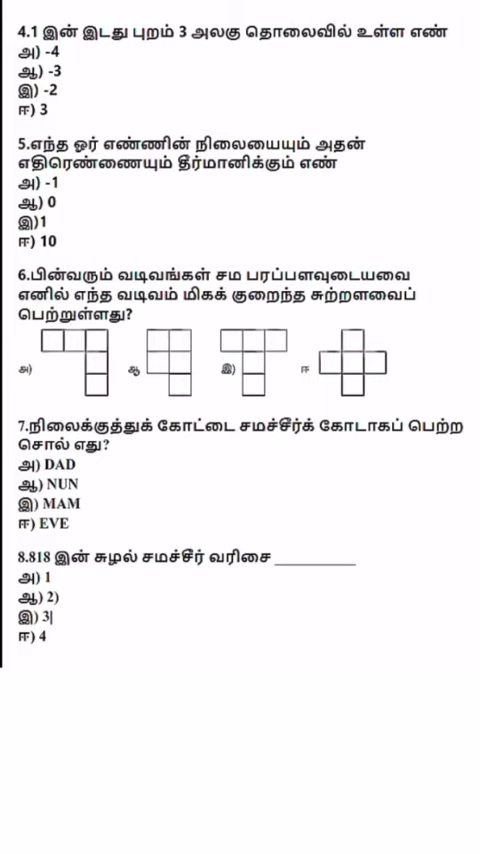 4.1 இன் இடது புறம் 3 அலகு தொலைவில் உள்ள எண்
அ) -4
ஆ) -3
இ) -2
ஈ) 3
5.எந்த ஓர் எண்ணின் நிலையையும் அதன்
எதிரெண்ணையும் தீர்மானிக்கும் எண்
அ) -1
ஆ) 0
இ)1
ஈ) 10
6.பின்வரும் வடிவங்கள் சம பரப்பளவுடையவை
எனில் எந்த வடிவம் மிகக் குறைந்த சுற்றளவைப்
பெற்றுள்ளது?
அ) ஆ இ) ஈ
7.நிலைக்குத்துக் கோட்டை சமச்சீர்க் கோடாகப் பெற்ற
சொல் எது?
அ) DAD
ஆ) NUN
இ) MAM
ஈ) EVE
8.818 இன் சுழல் சமச்சீர் வரிசை ___________
அ) 1
ஆ) 2)
இ) 3|
ஈ) 4